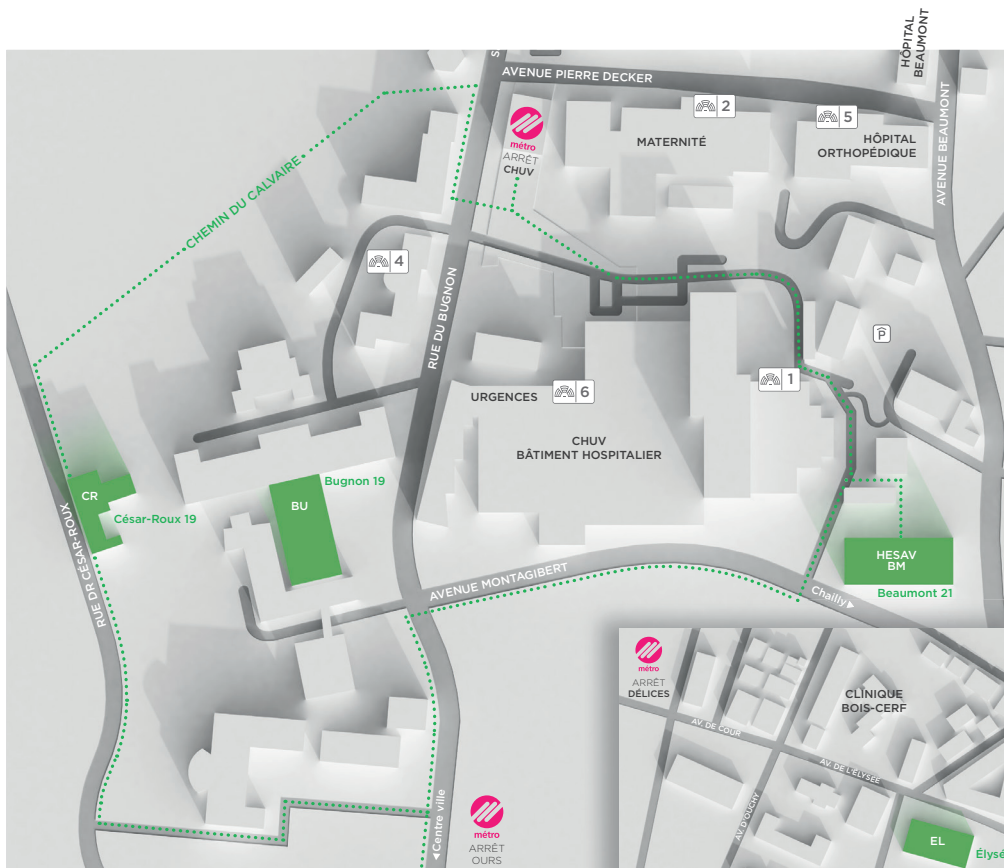 HÔPITAL
BEAUMONT
AVENUE PIERRE DECKER
2
5
MATERNITÉ
HÔPITAL
ORTHOPÉDIQUE
AVENUE BEAUMONT
métro
ARRÊT
CHUV
CHEMIN DU CALVAIRE
4
RUE DU BUGNON
P
1
URGENCES
6
CHUV
BÂTIMENT HOSPITALIER
CR
César-Roux 19
BU
Bugnon 19
RUE DR CÉSAR-ROUX
HESAV
BM
Beaumont 21
AVENUE MONTAGIBERT
Chailly
métro
ARRÊT
DÉLICES
CLINIQUE
BOIS-CERF
AV. DE COUR
AV. DE L'ÉLYSÉE
AV. D'OUCHY
EL
Élysé
Centre ville
métro
ARRÊT
OURS